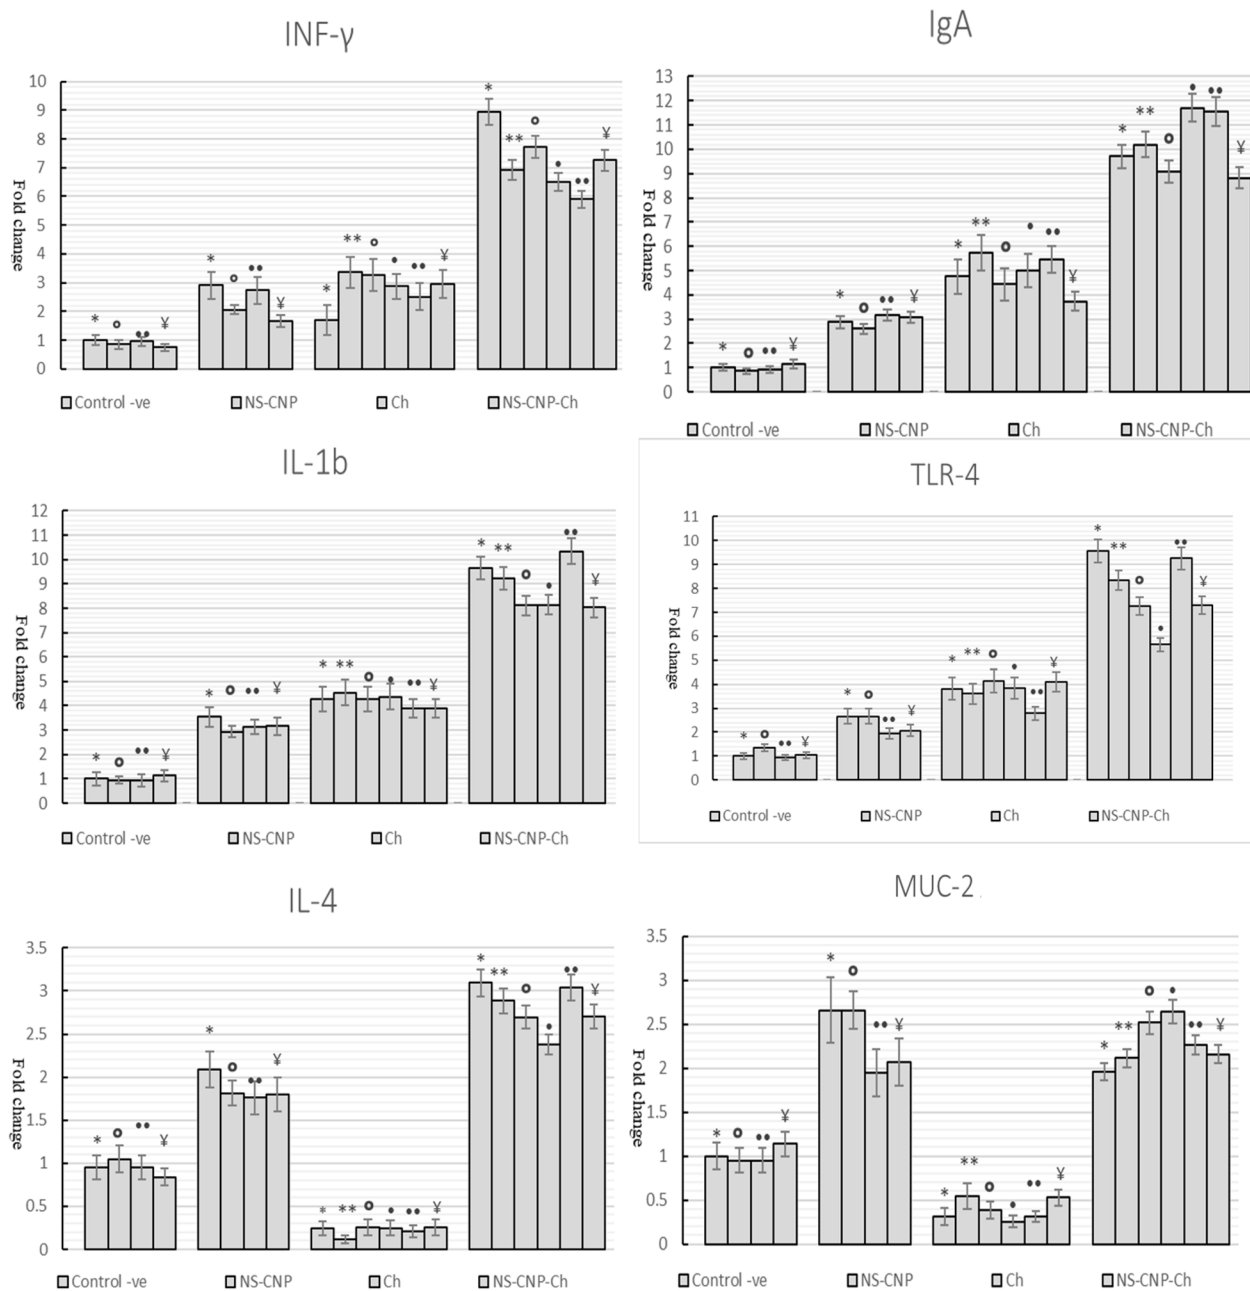 INF-γ
10
9
8
7
6
5
4
3
2
1
0
Fold change
* o •• ¥
* o •• ¥
* ** o • •• ¥
* ** o • •• ¥
Control -ve NS-CNP Ch NS-CNP-Ch
IgA
13
12
11
10
9
8
7
6
5
4
3
2
1
0
Fold change
* o •• ¥
* o •• ¥
* ** o • •• ¥
* ** o • •• ¥
Control -ve NS-CNP Ch NS-CNP-Ch
IL-1b
12
11
10
9
8
7
6
5
4
3
2
1
0
Fold change
* o •• ¥
* o •• ¥
* ** o • •• ¥
* ** o • •• ¥
Control -ve NS-CNP Ch NS-CNP-Ch
TLR-4
11
10
9
8
7
6
5
4
3
2
1
0
Fold change
* o •• ¥
* o •• ¥
* ** o • •• ¥
* ** o • •• ¥
Control -ve NS-CNP Ch NS-CNP-Ch
IL-4
3.5
3
2.5
2
1.5
1
0.5
0
Fold change
* o •• ¥
* o •• ¥
* ** o • •• ¥
* ** o • •• ¥
Control -ve NS-CNP Ch NS-CNP-Ch
MUC-2
3.5
3
2.5
2
1.5
1
0.5
0
Fold change
* o •• ¥
* o •• ¥
* ** o • •• ¥
* ** o • •• ¥
Control -ve NS-CNP Ch NS-CNP-Ch